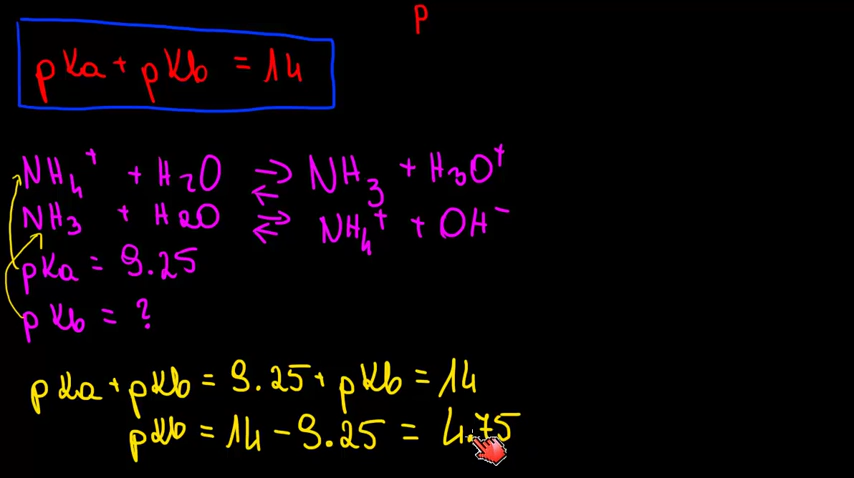 p
pKa + pKb = 14
NH4+ + H2O ⇌ NH3 + H3O+
NH3 + H2O ⇌ NH4+ + OH-
pKa = 9.25
pKb = ?
pKa + pKb = 9.25 + pKb = 14
pKb = 14 - 9.25 = 4.75